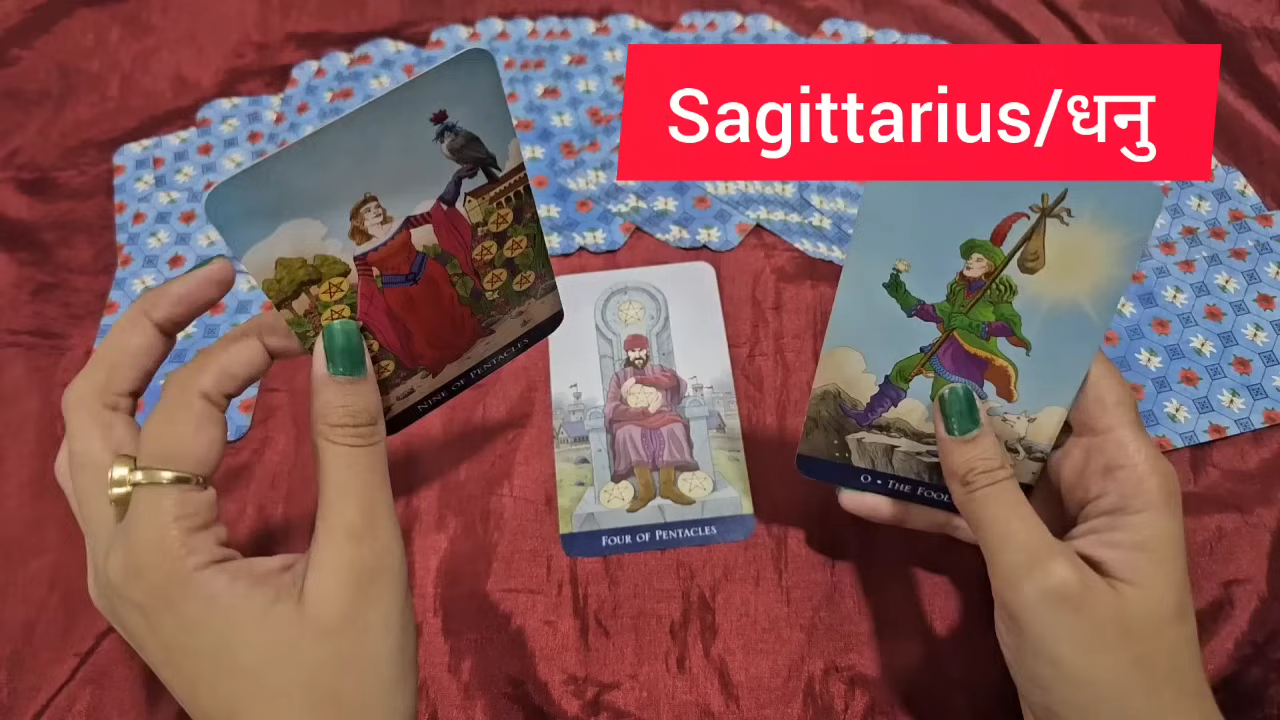 Sagittarius/धनु
NINE OF PENTACLES
FOUR OF PENTACLES
0 • THE FOOL